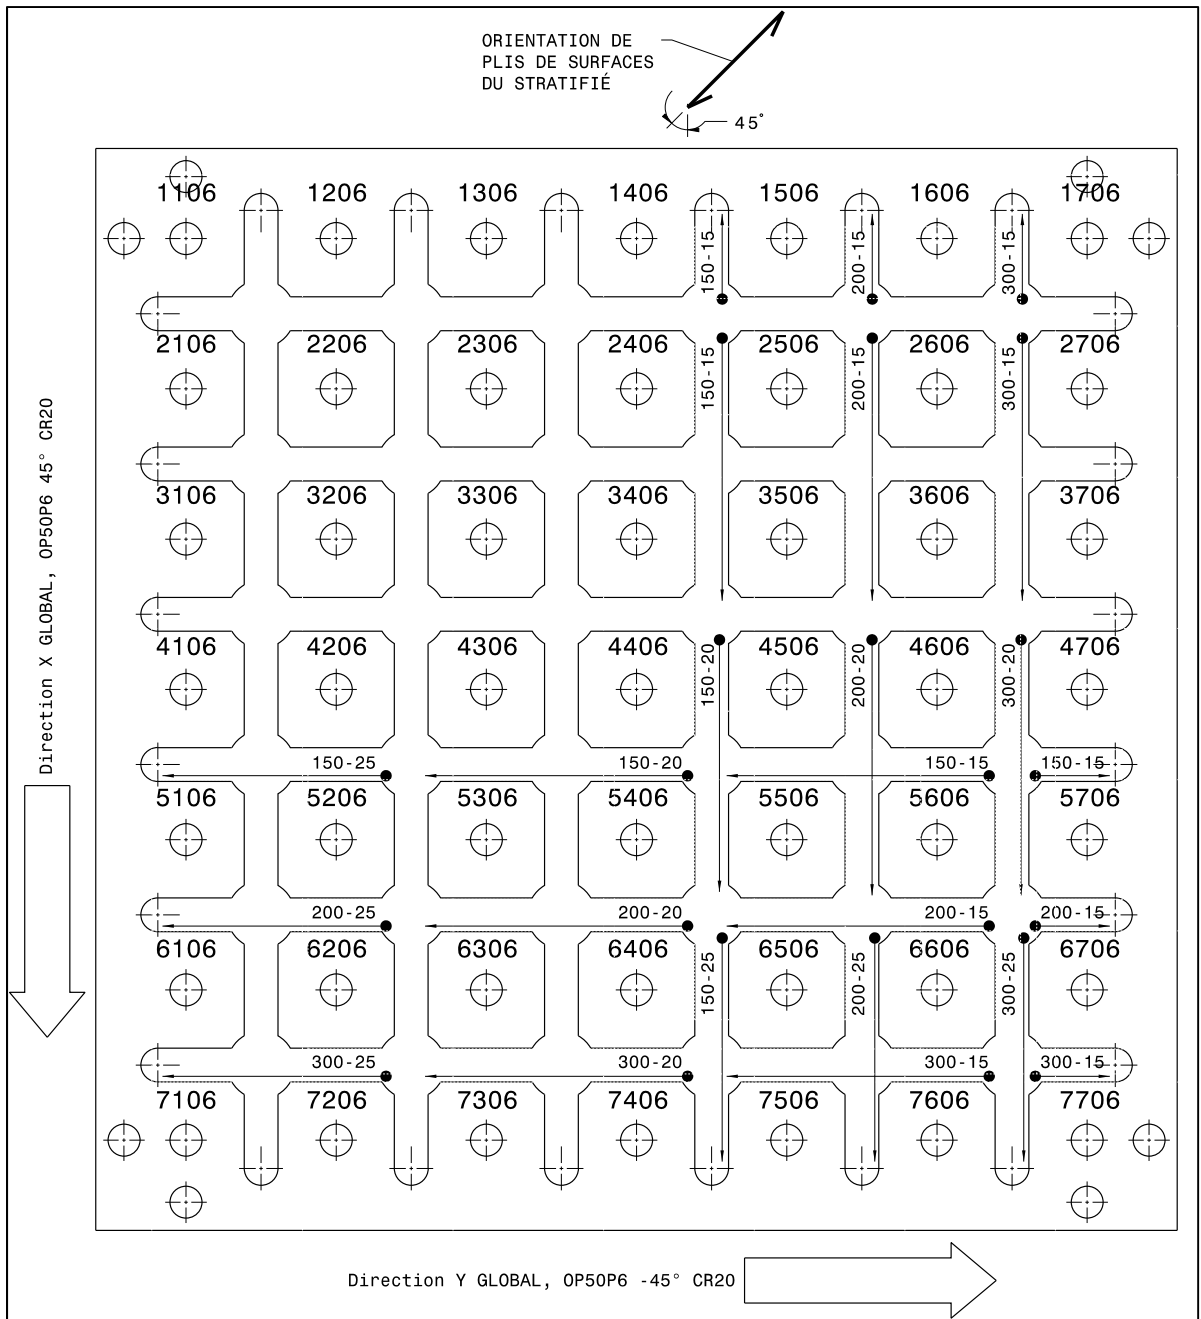 ORIENTATION DE
PLIS DE SURFACES
DU STRATIFIÉ
45°
1106 1206 1306 1406 1506 1606 1706
150-15 200-15 300-15
2106 2206 2306 2406 2506 2606 2706
150-15 200-15 300-15
3106 3206 3306 3406 3506 3606 3706
4106 4206 4306 4406 4506 4606 4706
150-20 200-20 300-20
150-25 150-20 150-15 150-15
5106 5206 5306 5406 5506 5606 5706
200-25 200-20 200-15 200-15
6106 6206 6306 6406 6506 6606 6706
150-25 200-25 300-25
300-25 300-20 300-15 300-15
7106 7206 7306 7406 7506 7606 7706
Direction X GLOBAL, OP50P6 45° CR20
Direction Y GLOBAL, OP50P6 -45° CR20